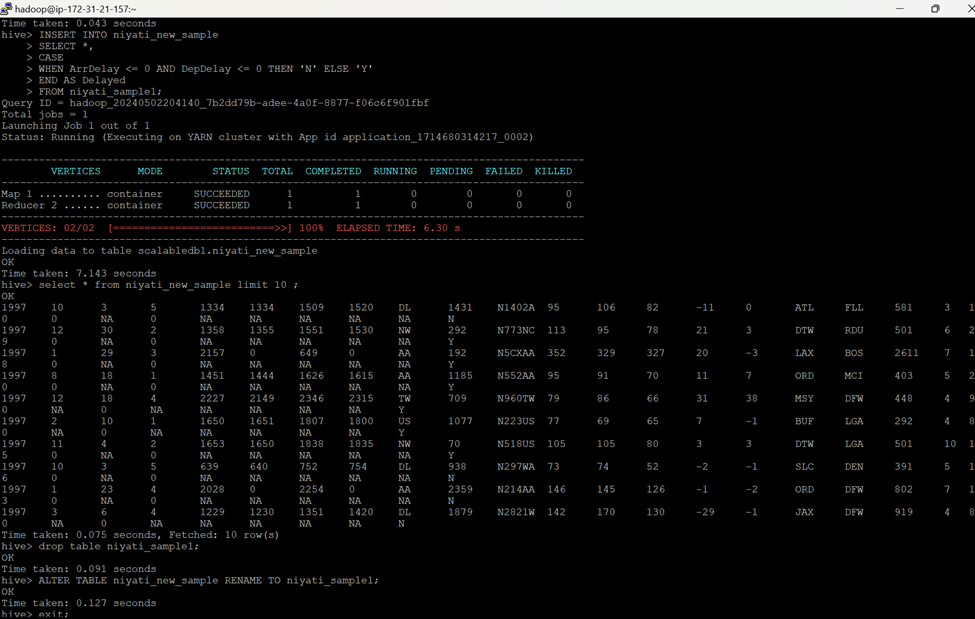 hadoop@ip-172-31-21-157:~
Time taken: 0.043 seconds
hive> INSERT INTO niyati_new_sample
    > SELECT *,
    > CASE
    > WHEN ArrDelay <= 0 AND DepDelay <= 0 THEN 'N' ELSE 'Y'
    > END AS Delayed
    > FROM niyati_sample1;
Query ID = hadoop_20240502204140_7b2dd79b-adee-4a0f-8877-f06c6f901fbf
Total jobs = 1
Launching Job 1 out of 1
Status: Running (Executing on YARN cluster with App id application_1714680314217_0002)
----------------------------------------------------------------------------------------------
VERTICES MODE STATUS TOTAL COMPLETED RUNNING PENDING FAILED KILLED
----------------------------------------------------------------------------------------------
Map 1 .......... container SUCCEEDED 1 1 0 0 0 0
Reducer 2 ...... container SUCCEEDED 1 1 0 0 0 0
----------------------------------------------------------------------------------------------
VERTICES: 02/02 [==========================>>] 100% ELAPSED TIME: 6.30 s
----------------------------------------------------------------------------------------------
Loading data to table scalabledb1.niyati_new_sample
OK
Time taken: 7.143 seconds
hive> select * from niyati_new_sample limit 10 ;
OK
1997 10 3 5 1334 1334 1509 1520 DL 1431 N1402A 95 106 82 -11 0 ATL FLL 581 3 1
0 0 NA 0 NA NA NA NA N
1997 12 30 2 1358 1355 1551 1530 NW 292 N773NC 113 95 78 21 3 DTW RDU 501 6 2
9 0 NA 0 NA NA NA NA Y
1997 1 29 3 2157 0 649 0 AA 192 N5CXAA 352 329 327 20 -3 LAX BOS 2611 7 1
8 0 NA 0 NA NA NA NA Y
1997 8 18 1 1451 1444 1626 1615 AA 1185 N552AA 95 91 70 11 7 ORD MCI 403 5 2
0 0 NA 0 NA NA NA NA Y
1997 12 18 4 2227 2149 2346 2315 TW 709 N960TW 79 86 66 31 38 MSY DFW 448 4 9
0 NA 0 NA NA NA NA Y
1997 2 10 1 1650 1651 1807 1800 US 1077 N223US 77 69 65 7 -1 BUF LGA 292 4 8
0 NA 0 NA NA NA NA Y
1997 11 4 2 1653 1650 1838 1835 NW 70 N518US 105 105 80 3 3 DTW LGA 501 10 1
5 0 NA 0 NA NA NA NA Y
1997 10 3 5 639 640 752 754 DL 938 N297WA 73 74 52 -2 -1 SLC DEN 391 5 1
6 0 NA 0 NA NA NA NA N
1997 1 23 4 2028 0 2254 0 AA 2359 N214AA 146 145 126 -1 -2 ORD DFW 802 7 1
3 0 NA 0 NA NA NA NA N
1997 3 6 4 1229 1230 1351 1420 DL 1879 N2821W 142 170 130 -29 -1 JAX DFW 919 4 8
0 NA 0 NA NA NA NA N
Time taken: 0.075 seconds, Fetched: 10 row(s)
hive> drop table niyati_sample1;
OK
Time taken: 0.091 seconds
hive> ALTER TABLE niyati_new_sample RENAME TO niyati_sample1;
OK
Time taken: 0.127 seconds
hive> exit;